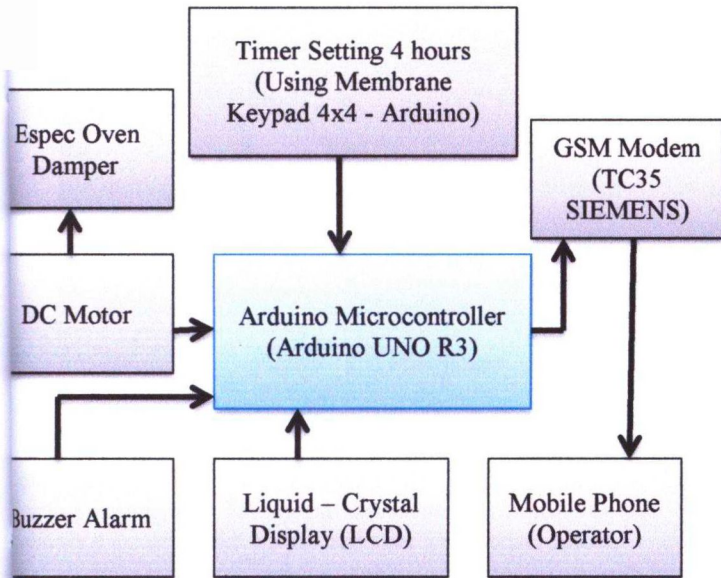 Timer Setting 4 hours
(Using Membrane
Keypad 4x4 - Arduino)
Espec Oven
Damper
GSM Modem
(TC35
SIEMENS)
DC Motor
Arduino Microcontroller
(Arduino UNO R3)
Buzzer Alarm
Liquid – Crystal
Display (LCD)
Mobile Phone
(Operator)